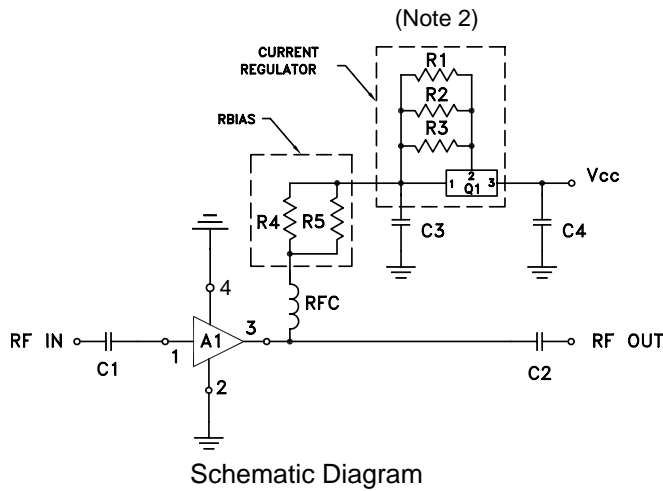 (Note 2)
CURRENT
REGULATOR
R1
R2
R3
RBIAS
1
2
3
Q1
Vcc
R4
R5
C3
C4
4
RFC
RF IN
C1
1
A1
3
2
C2
RF OUT
Schematic Diagram